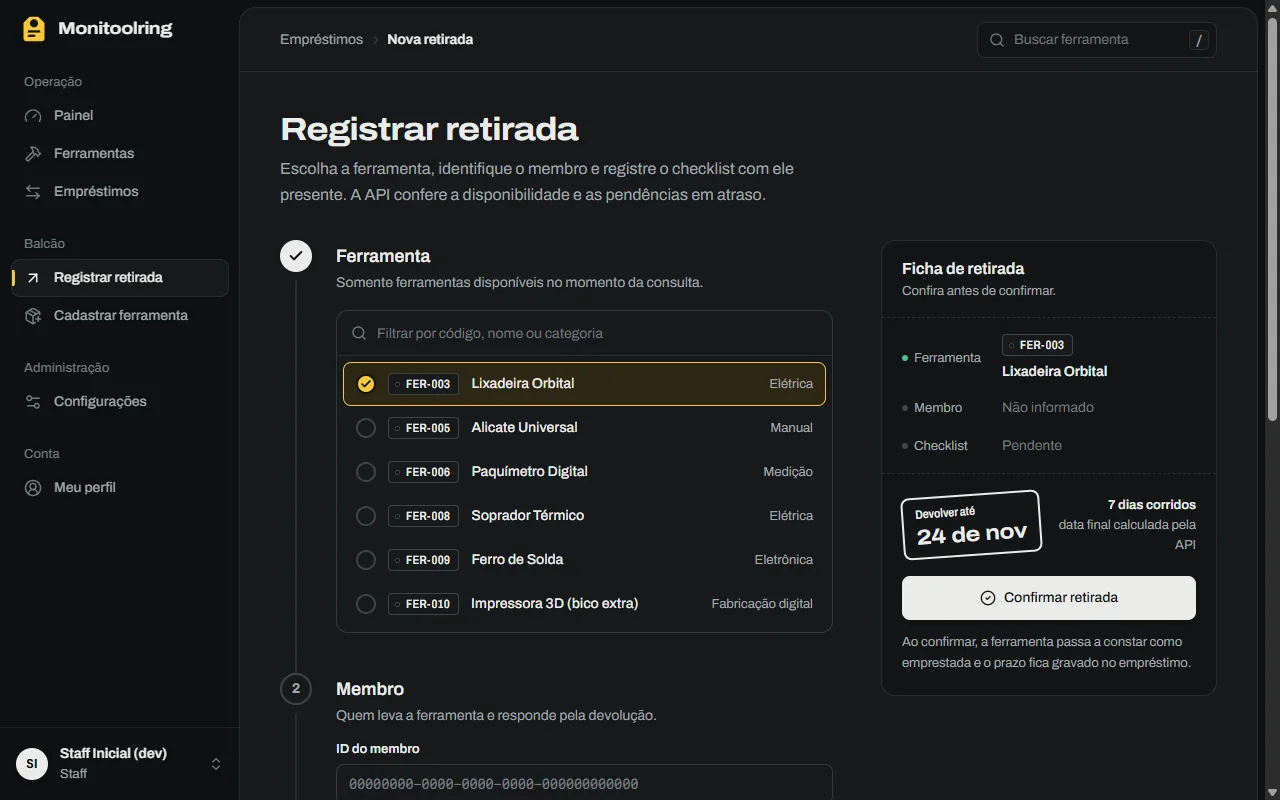 Monitoolring
Operação
Painel
Ferramentas
Empréstimos
Balcão
Registrar retirada
Cadastrar ferramenta
Administração
Configurações
Conta
Meu perfil
SI
Staff Inicial (dev)
Staff
Empréstimos
Nova retirada
Buscar ferramenta
/
Registrar retirada
Escolha a ferramenta, identifique o membro e registre o checklist com ele
presente. A API confere a disponibilidade e as pendências em atraso.
Ferramenta
Somente ferramentas disponíveis no momento da consulta.
Filtrar por código, nome ou categoria
FER-003 Lixadeira Orbital Elétrica
FER-005 Alicate Universal Manual
FER-006 Paquímetro Digital Medição
FER-008 Soprador Térmico Elétrica
FER-009 Ferro de Solda Eletrônica
FER-010 Impressora 3D (bico extra) Fabricação digital
2
Membro
Quem leva a ferramenta e responde pela devolução.
ID do membro
00000000-0000-0000-0000-000000000000
Ficha de retirada
Confira antes de confirmar.
Ferramenta
FER-003
Lixadeira Orbital
Membro Não informado
Checklist Pendente
Devolver até
24 de nov
7 dias corridos
data final calculada pela
API
Confirmar retirada
Ao confirmar, a ferramenta passa a constar como
emprestada e o prazo fica gravado no empréstimo.